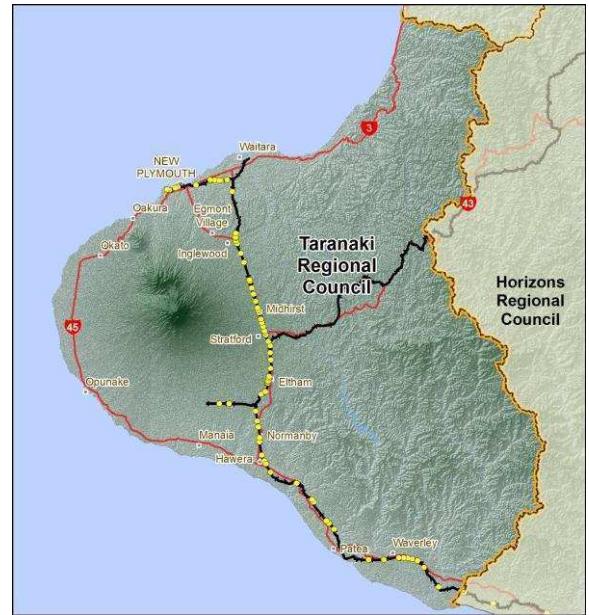 3
Waitara
NEW
PLYMOUTH
43
Oakura
Egmont
Village
Okato
Inglewood
Taranaki
Regional
Council
Horizons
Regional
Council
Midhirst
45
Stratford
Opunake
Eltham
Manaia
Normanby
Hawera
Patea
Waverley